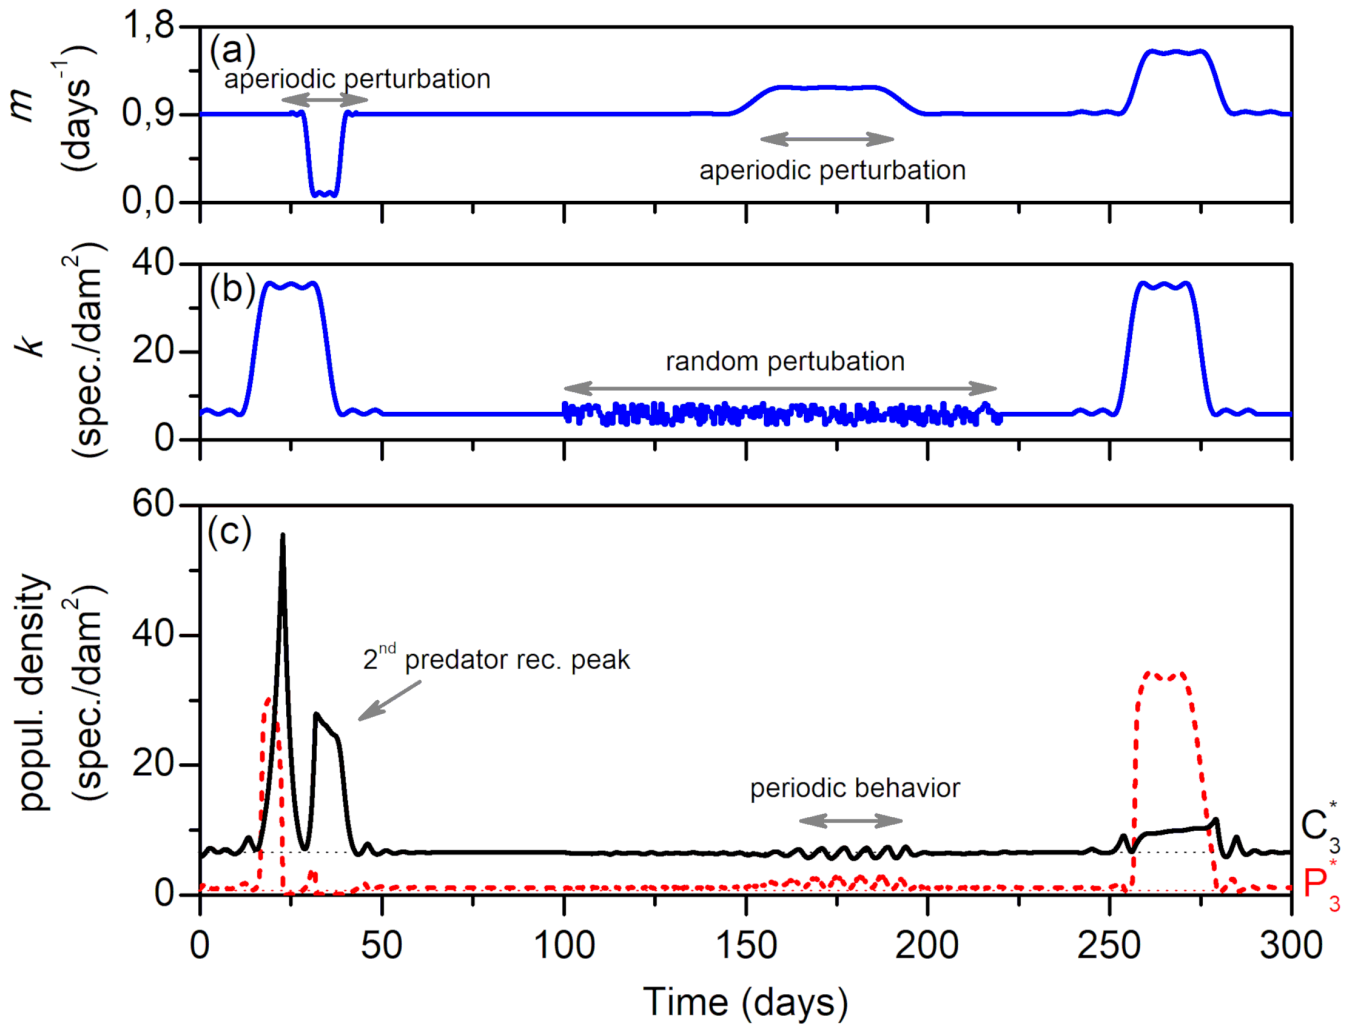 1,8
(a)
aperiodic perturbation
m
(days⁻¹)
0,9
aperiodic perturbation
0,0
40
(b)
k
(spec./dam²)
random pertubation
20
0
60
(c)
popul. density
(spec./dam²)
40
2nd predator rec. peak
20
periodic behavior
C*3
P*3
0
0 50 100 150 200 250 300
Time (days)